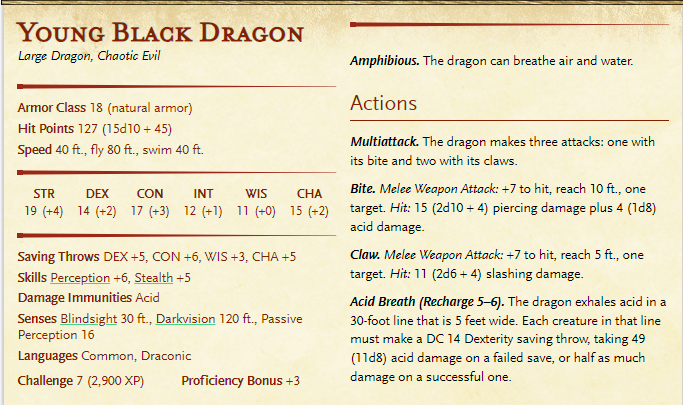 Young Black Dragon
Large Dragon, Chaotic Evil
Armor Class 18 (natural armor)
Hit Points 127 (15d10 + 45)
Speed 40 ft., fly 80 ft., swim 40 ft.
STR DEX CON INT WIS CHA
19 (+4) 14 (+2) 17 (+3) 12 (+1) 11 (+0) 15 (+2)
Saving Throws DEX +5, CON +6, WIS +3, CHA +5
Skills Perception +6, Stealth +5
Damage Immunities Acid
Senses Blindsight 30 ft., Darkvision 120 ft., Passive
Perception 16
Languages Common, Draconic
Challenge 7 (2,900 XP) Proficiency Bonus +3
Amphibious. The dragon can breathe air and water.
Actions
Multiattack. The dragon makes three attacks: one with
its bite and two with its claws.
Bite. Melee Weapon Attack: +7 to hit, reach 10 ft., one
target. Hit: 15 (2d10 + 4) piercing damage plus 4 (1d8)
acid damage.
Claw. Melee Weapon Attack: +7 to hit, reach 5 ft., one
target. Hit: 11 (2d6 + 4) slashing damage.
Acid Breath (Recharge 5–6). The dragon exhales acid in a
30-foot line that is 5 feet wide. Each creature in that line
must make a DC 14 Dexterity saving throw, taking 49
(11d8) acid damage on a failed save, or half as much
damage on a successful one.